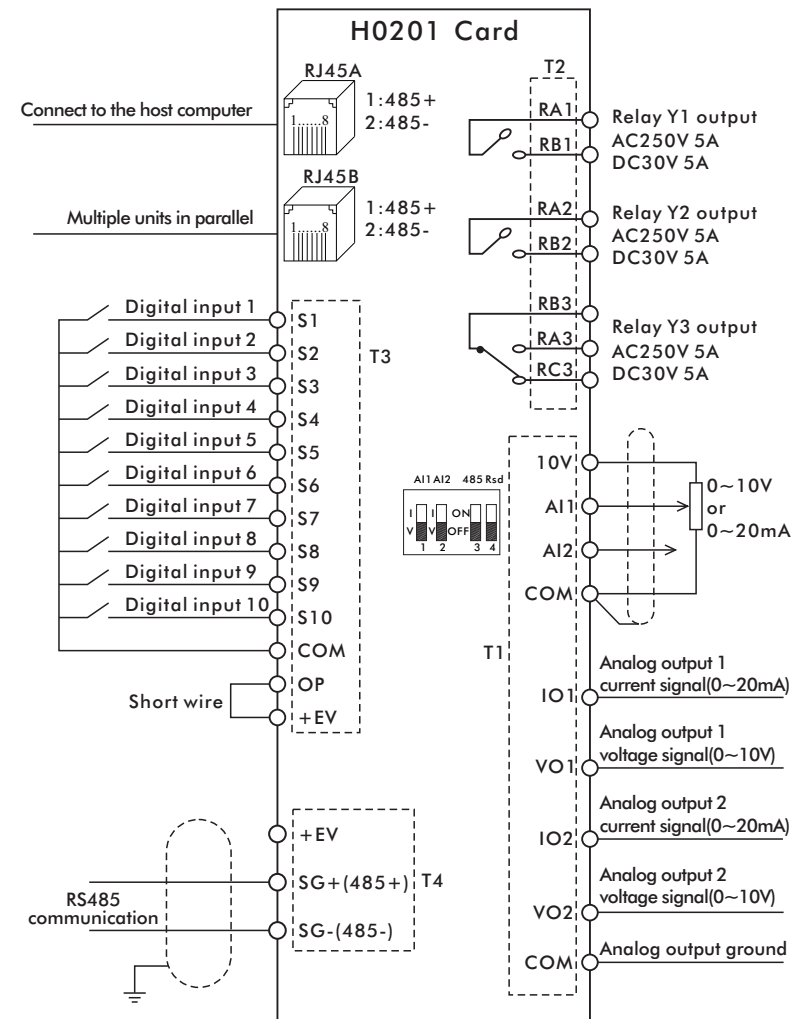 H0201 Card
RJ45A
1:485+
2:485-
1.....8
Connect to the host computer
RJ45B
1:485+
2:485-
1.....8
Multiple units in parallel
T2
RA1
RB1
Relay Y1 output
AC250V 5A
DC30V 5A
RA2
RB2
Relay Y2 output
AC250V 5A
DC30V 5A
RB3
RA3
RC3
Relay Y3 output
AC250V 5A
DC30V 5A
Digital input 1
S1
Digital input 2
S2
Digital input 3
S3
Digital input 4
S4
Digital input 5
S5
Digital input 6
S6
Digital input 7
S7
Digital input 8
S8
Digital input 9
S9
Digital input 10
S10
COM
OP
Short wire
+EV
T3
AI1 AI2 485 Rsd
I I ON
V V OFF
1 2 3 4
10V
AI1
AI2
COM
0~10V
or
0~20mA
T1
Analog output 1
current signal(0~20mA)
IO1
Analog output 1
voltage signal(0~10V)
VO1
Analog output 2
current signal(0~20mA)
IO2
Analog output 2
voltage signal(0~10V)
VO2
Analog output ground
COM
+EV
SG+(485+)
T4
SG-(485-)
RS485
communication